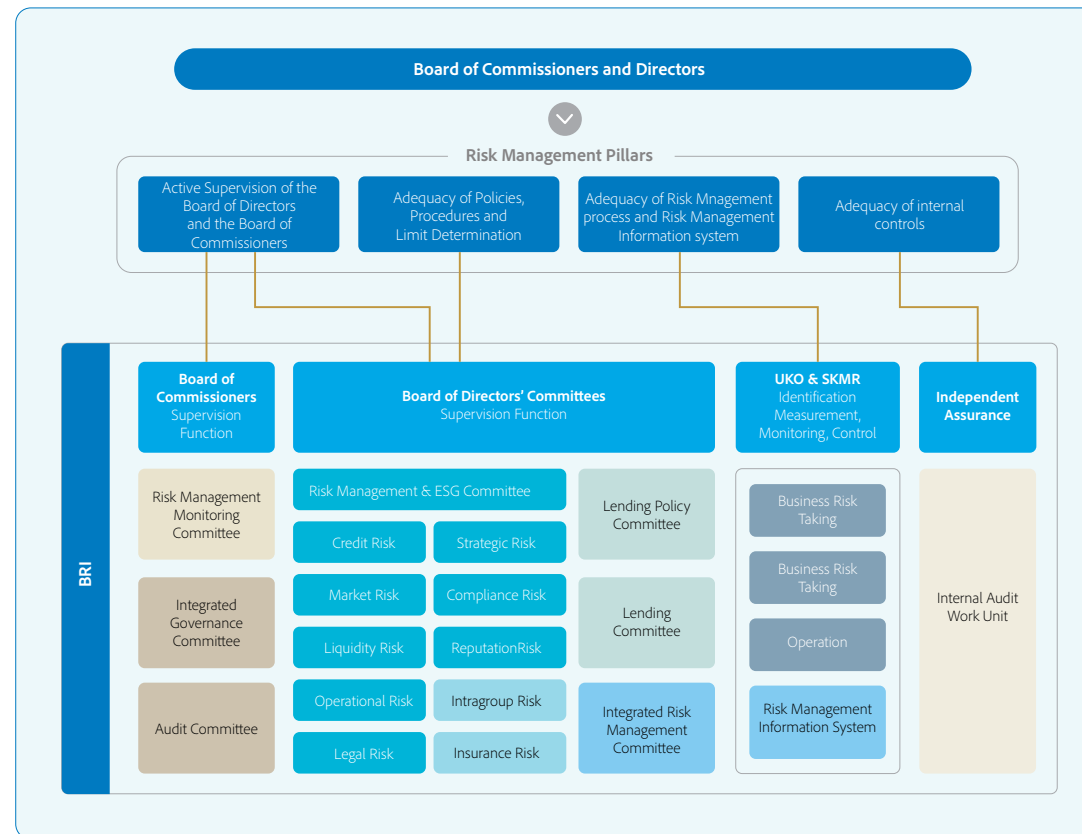 Board of Commissioners and Directors
Risk Management Pillars
Active Supervision of the
Board of Directors
and the Board of
Commissioners
Adequacy of Policies,
Procedures and
Limit Determination
Adequacy of Risk Mnagement
process and Risk Management
Information system
Adequacy of internal
controls
BRI
Board of
Commissioners
Supervision
Function
Board of Directors' Committees
Supervision Function
UKO & SKMR
Identification
Measurement,
Monitoring, Control
Independent
Assurance
Risk Management
Monitoring
Committee
Integrated
Governance
Committee
Audit Committee
Risk Management & ESG Committee
Credit Risk
Strategic Risk
Market Risk
Compliance Risk
Liquidity Risk
ReputationRisk
Operational Risk
Intragroup Risk
Legal Risk
Insurance Risk
Lending Policy
Committee
Lending
Committee
Integrated Risk
Management
Committee
Business Risk
Taking
Business Risk
Taking
Operation
Risk Management
Information System
Internal Audit
Work Unit